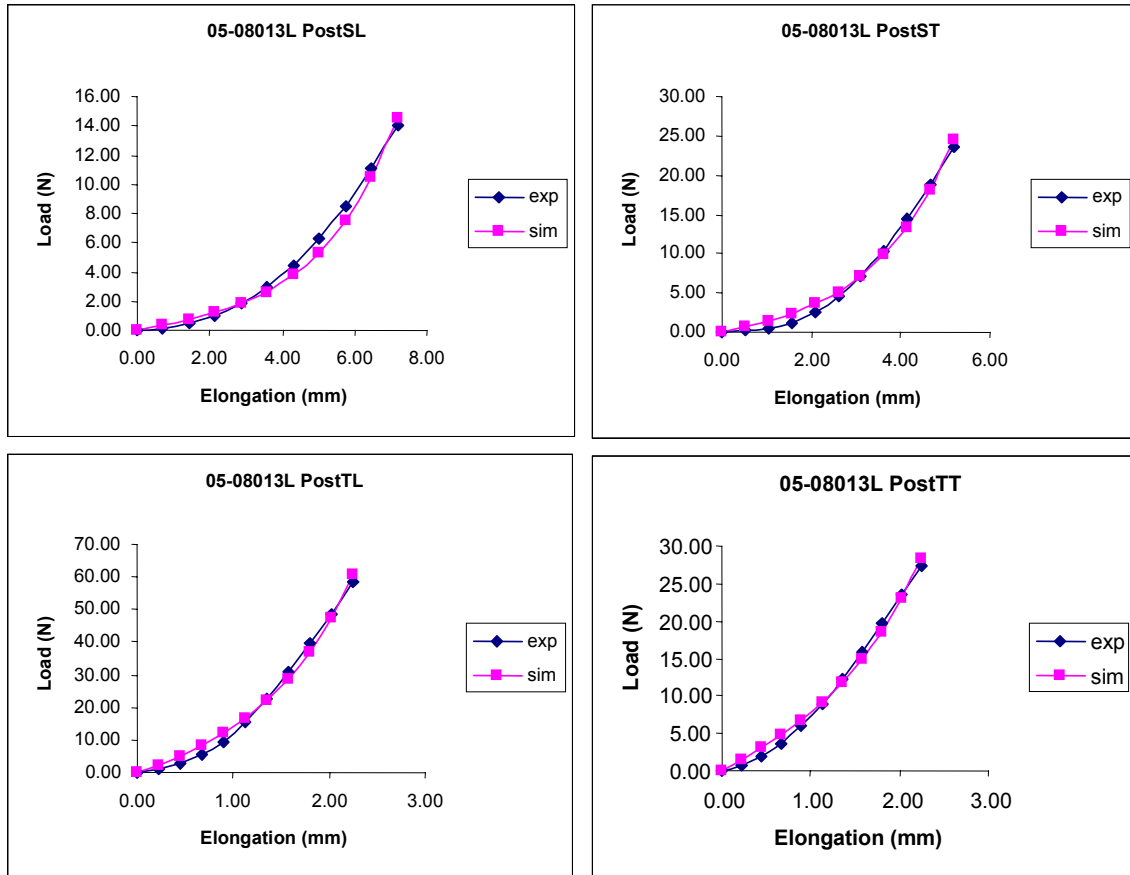 05-08013L PostSL
16.00
14.00
12.00
10.00
8.00
6.00
4.00
2.00
0.00
0.00 2.00 4.00 6.00 8.00
Load (N)
Elongation (mm)
exp
sim
05-08013L PostST
30.00
25.00
20.00
15.00
10.00
5.00
0.00
0.00 2.00 4.00 6.00
Load (N)
Elongation (mm)
exp
sim
05-08013L PostTL
70.00
60.00
50.00
40.00
30.00
20.00
10.00
0.00
0.00 1.00 2.00 3.00
Load (N)
Elongation (mm)
exp
sim
05-08013L PostTT
30.00
25.00
20.00
15.00
10.00
5.00
0.00
0.00 1.00 2.00 3.00
Load (N)
Elongation (mm)
exp
sim